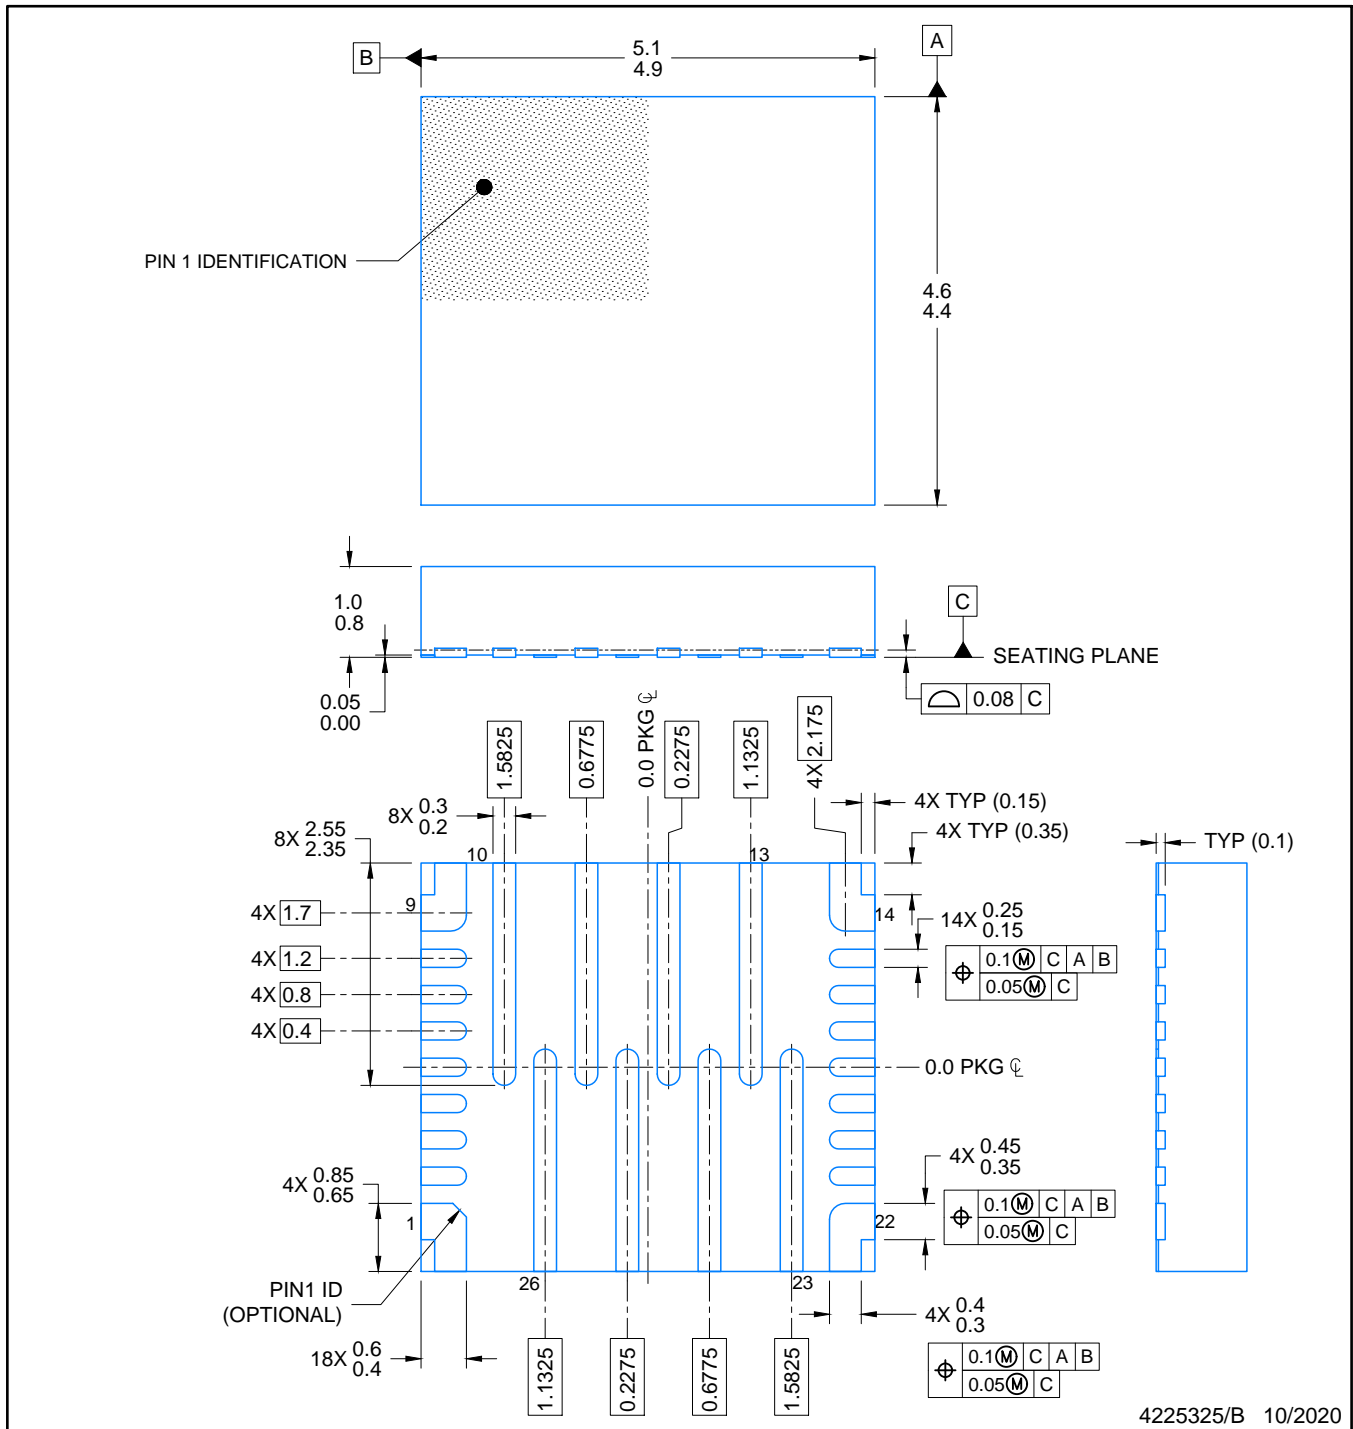 B
5.1
4.9
A
PIN 1 IDENTIFICATION
4.6
4.4
1.0
0.8
C
SEATING PLANE
0.05
0.00
0.08 C
1.5825
0.6775
0.0 PKG ℄
0.2275
1.1325
4X 2.175
8X 0.3
0.2
4X TYP (0.15)
8X 2.55
2.35
4X TYP (0.35)
TYP (0.1)
10
13
9
14
4X 1.7
14X 0.25
0.15
4X 1.2
0.1 Ⓜ C A B
0.05 Ⓜ C
4X 0.8
4X 0.4
0.0 PKG ℄
4X 0.45
0.35
4X 0.85
0.65
0.1 Ⓜ C A B
0.05 Ⓜ C
1
22
PIN1 ID
(OPTIONAL)
26
23
4X 0.4
0.3
18X 0.6
0.4
0.1 Ⓜ C A B
0.05 Ⓜ C
1.1325
0.2275
0.6775
1.5825
4225325/B 10/2020